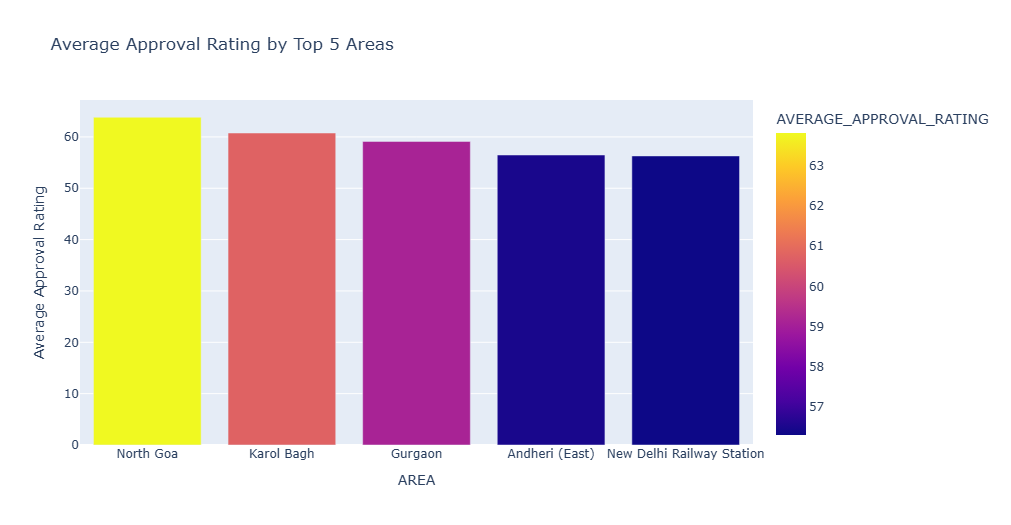 Average Approval Rating by Top 5 Areas
AVERAGE_APPROVAL_RATING
Average Approval Rating
60
50
40
30
20
10
0
63
62
61
60
59
58
57
North Goa
Karol Bagh
Gurgaon
Andheri (East)
New Delhi Railway Station
AREA